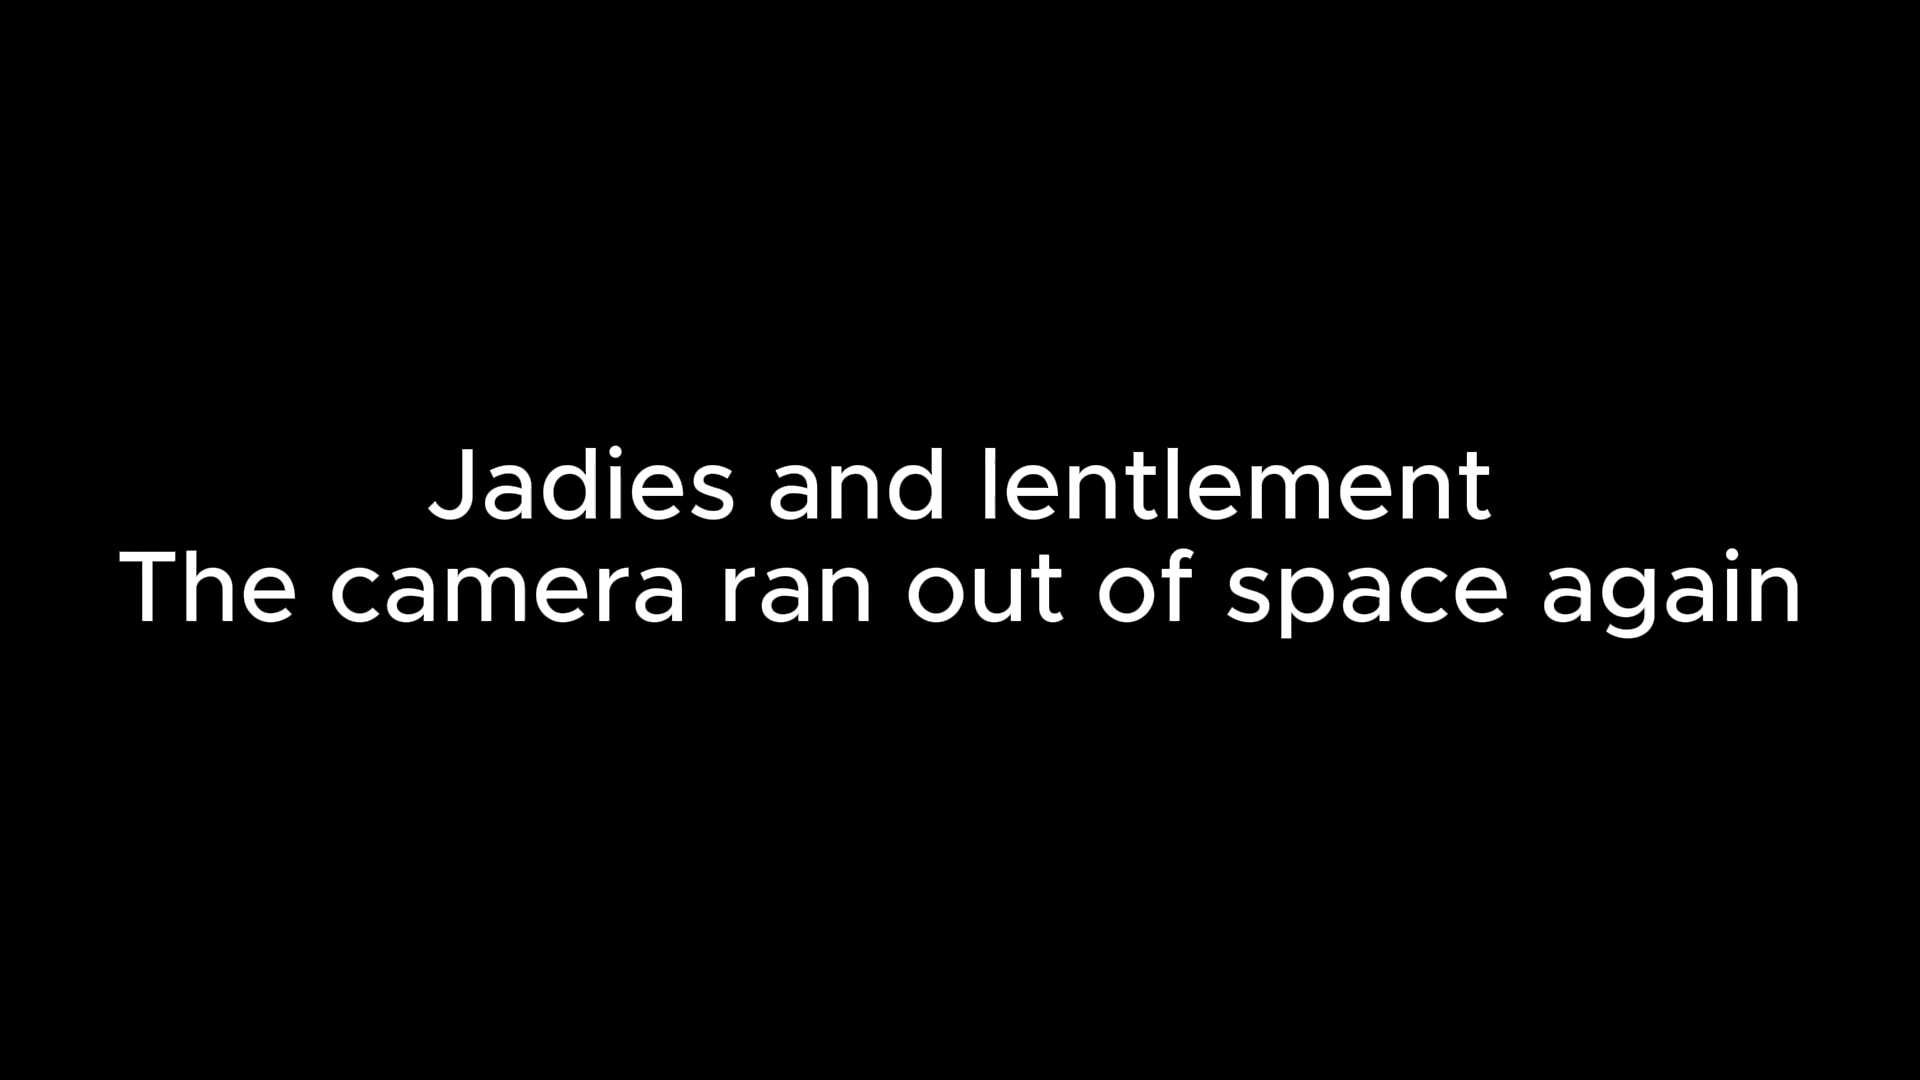 Jadies and lentlement
The camera ran out of space again